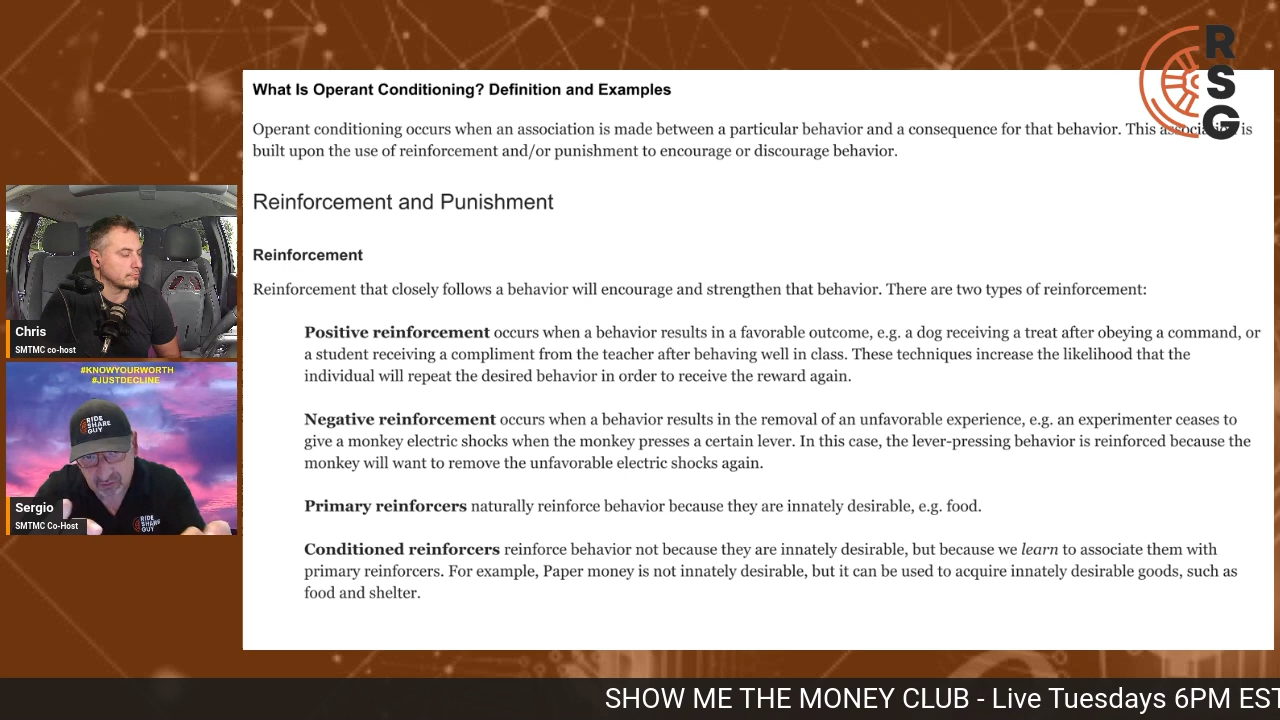 RSG
What Is Operant Conditioning? Definition and Examples
Operant conditioning occurs when an association is made between a particular behavior and a consequence for that behavior. This association is
built upon the use of reinforcement and/or punishment to encourage or discourage behavior.
Reinforcement and Punishment
Reinforcement
Reinforcement that closely follows a behavior will encourage and strengthen that behavior. There are two types of reinforcement:
Positive reinforcement occurs when a behavior results in a favorable outcome, e.g. a dog receiving a treat after obeying a command, or
a student receiving a compliment from the teacher after behaving well in class. These techniques increase the likelihood that the
individual will repeat the desired behavior in order to receive the reward again.
Negative reinforcement occurs when a behavior results in the removal of an unfavorable experience, e.g. an experimenter ceases to
give a monkey electric shocks when the monkey presses a certain lever. In this case, the lever-pressing behavior is reinforced because the
monkey will want to remove the unfavorable electric shocks again.
Primary reinforcers naturally reinforce behavior because they are innately desirable, e.g. food.
Conditioned reinforcers reinforce behavior not because they are innately desirable, but because we learn to associate them with
primary reinforcers. For example, Paper money is not innately desirable, but it can be used to acquire innately desirable goods, such as
food and shelter.
Chris
SMTMC co-host
#KNOWYOURWORTH
#JUSTDECLINE
RIDE
SHARE
GUY
RIDE
SHARE
GUY
Sergio
SMTMC Co-Host
SHOW ME THE MONEY CLUB - Live Tuesdays 6PM EST